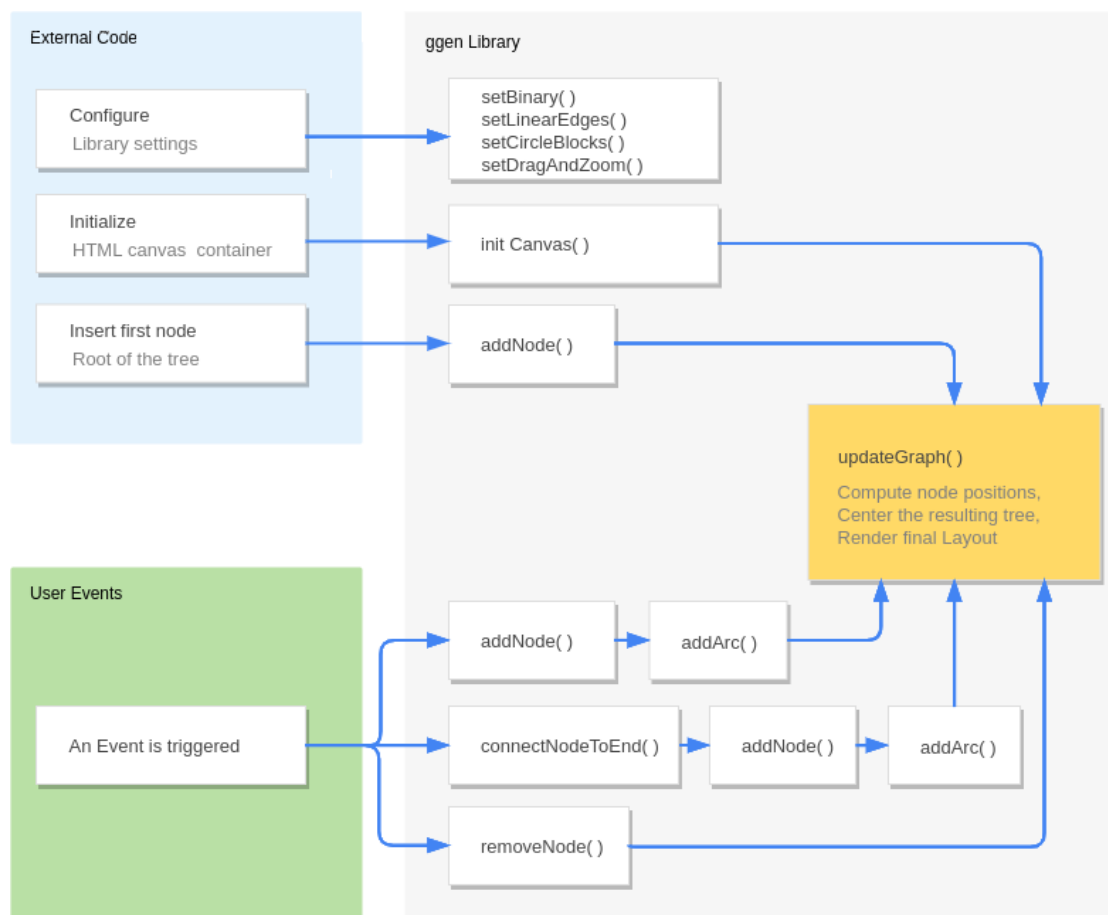 External Code
Configure
Library settings
Initialize
HTML canvas  container
Insert first node
Root of the tree
ggen Library
setBinary( )
setLinearEdges( )
setCircleBlocks( )
setDragAndZoom( )
init Canvas( )
addNode( )
updateGraph( )
Compute node positions,
Center the resulting tree,
Render final Layout
User Events
An Event is triggered
addNode( )
addArc( )
connectNodeToEnd( )
addNode( )
addArc( )
removeNode( )